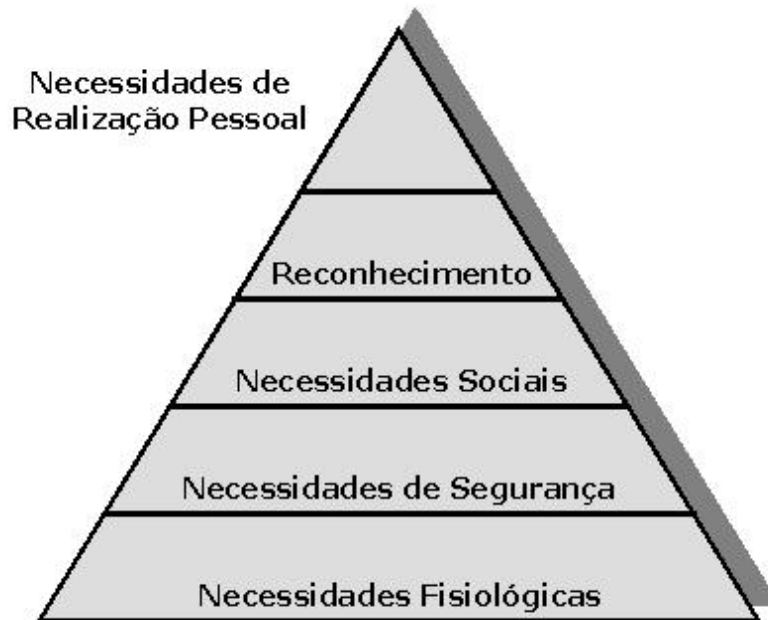 Necessidades de
Realização Pessoal
Reconhecimento
Necessidades Sociais
Necessidades de Segurança
Necessidades Fisiológicas